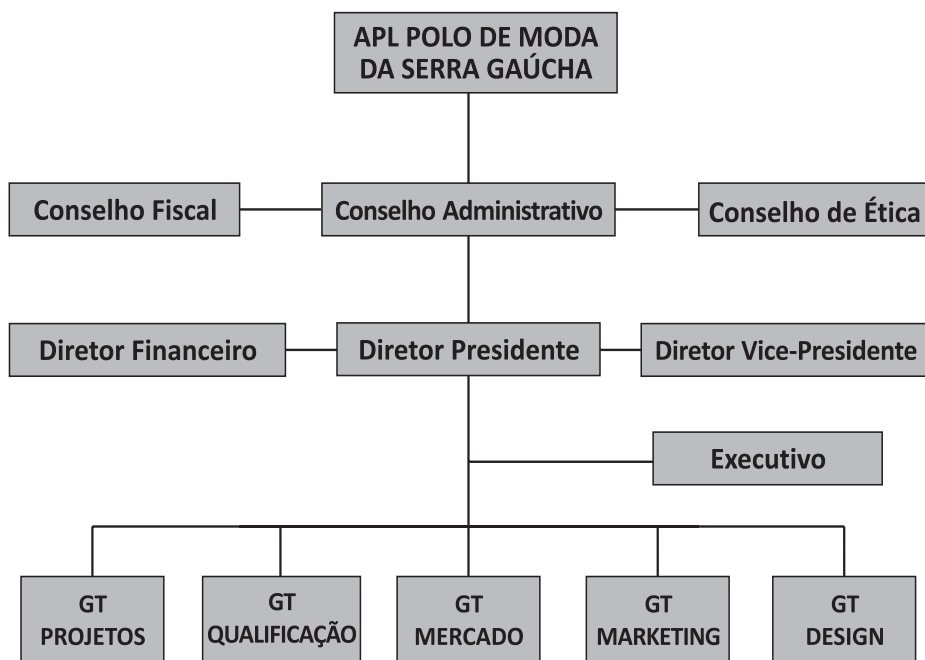 APL POLO DE MODA
DA SERRA GAÚCHA
Conselho Fiscal
Conselho Administrativo
Conselho de Ética
Diretor Financeiro
Diretor Presidente
Diretor Vice-Presidente
Executivo
GT
PROJETOS
GT
QUALIFICAÇÃO
GT
MERCADO
GT
MARKETING
GT
DESIGN